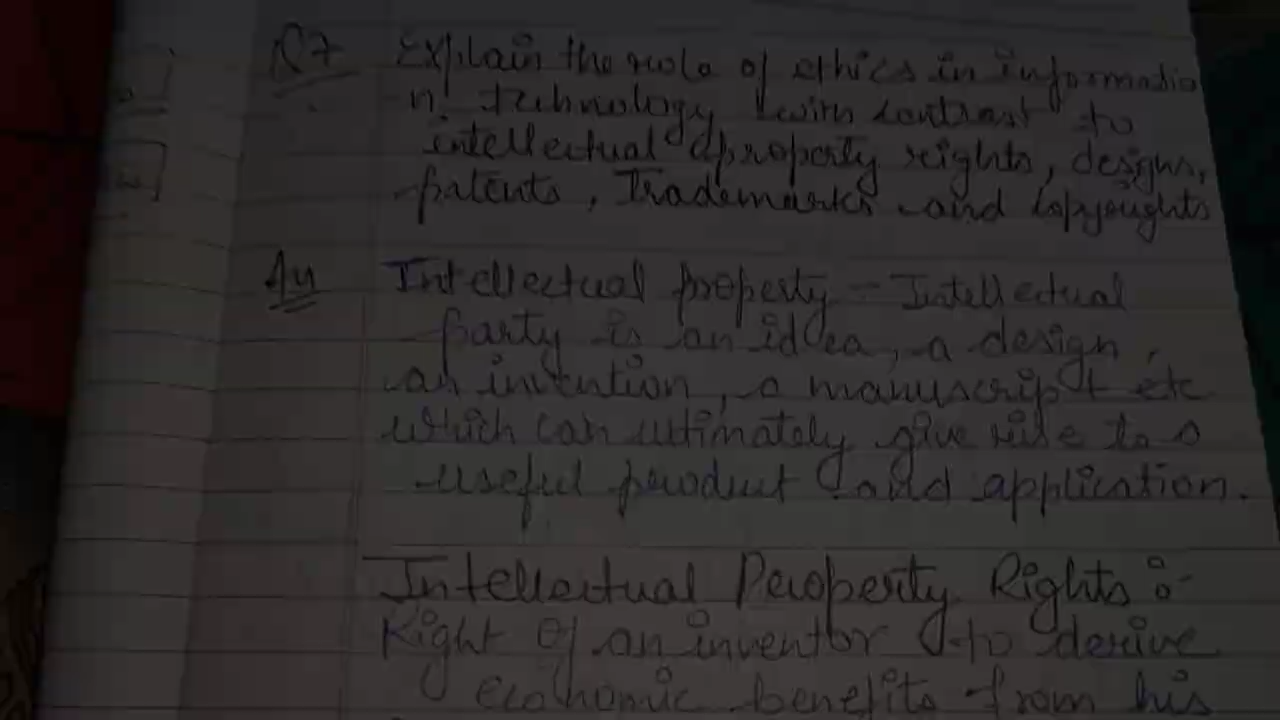 Q7 Explain the role of ethics in informatio
n technology with contrast to
intellectual property rights, designs,
patents, Trademarks and copyrights
Intellectual property - Intellectual
party is an idea, a design,
an invention, a manuscript etc
which can ultimately give rise to a
useful product and application.
Intellectual Property Rights :-
Right of an inventor to derive
economic benefits from his